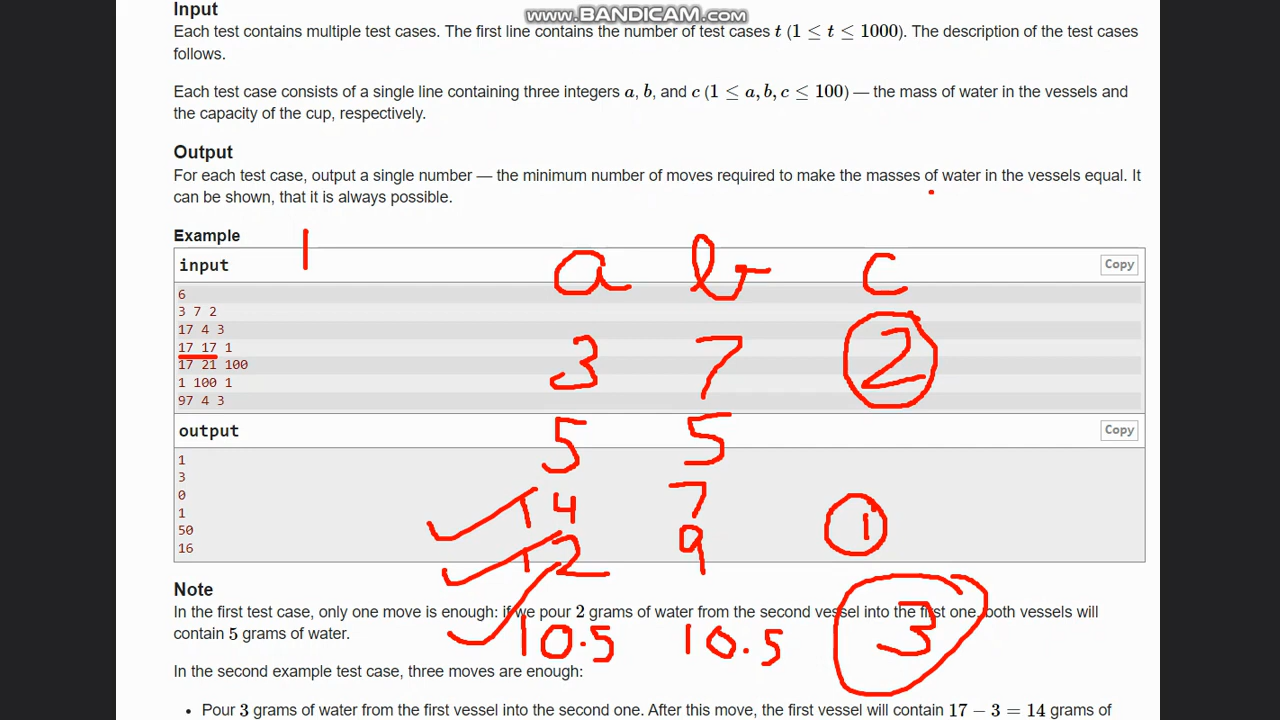 www.BANDICAM.com
Input
Each test contains multiple test cases. The first line contains the number of test cases t (1 ≤ t ≤ 1000). The description of the test cases
follows.
Each test case consists of a single line containing three integers a, b, and c (1 ≤ a, b, c ≤ 100) — the mass of water in the vessels and
the capacity of the cup, respectively.
Output
For each test case, output a single number — the minimum number of moves required to make the masses of water in the vessels equal. It
can be shown, that it is always possible.
Example
1
input
a b c
Copy
6
3 7 2
17 4 3
17 17 1
17 21 100
1 100 1
97 4 3
3 7 2
output
5 5
Copy
1
3
0
1
50
16
14 7
12 9 1
Note
In the first test case, only one move is enough: if we pour 2 grams of water from the second vessel into the first one, both vessels will
contain 5 grams of water.
10.5 10.5 3
In the second example test case, three moves are enough:
• Pour 3 grams of water from the first vessel into the second one. After this move, the first vessel will contain 17 − 3 = 14 grams of